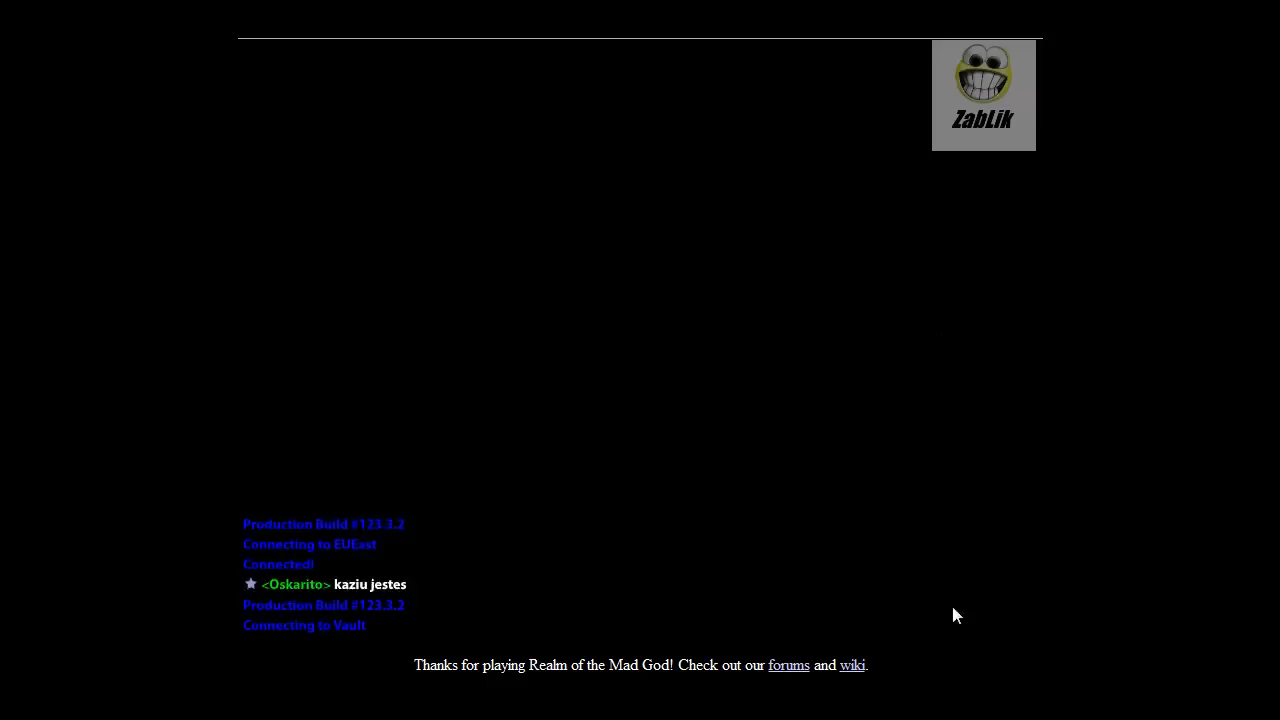 ZabLik
Production Build #123.3.2
Connecting to EUEast
Connected!
<Oskarito> kaziu jestes
Production Build #123.3.2
Connecting to Vault
Thanks for playing Realm of the Mad God! Check out our forums and wiki.